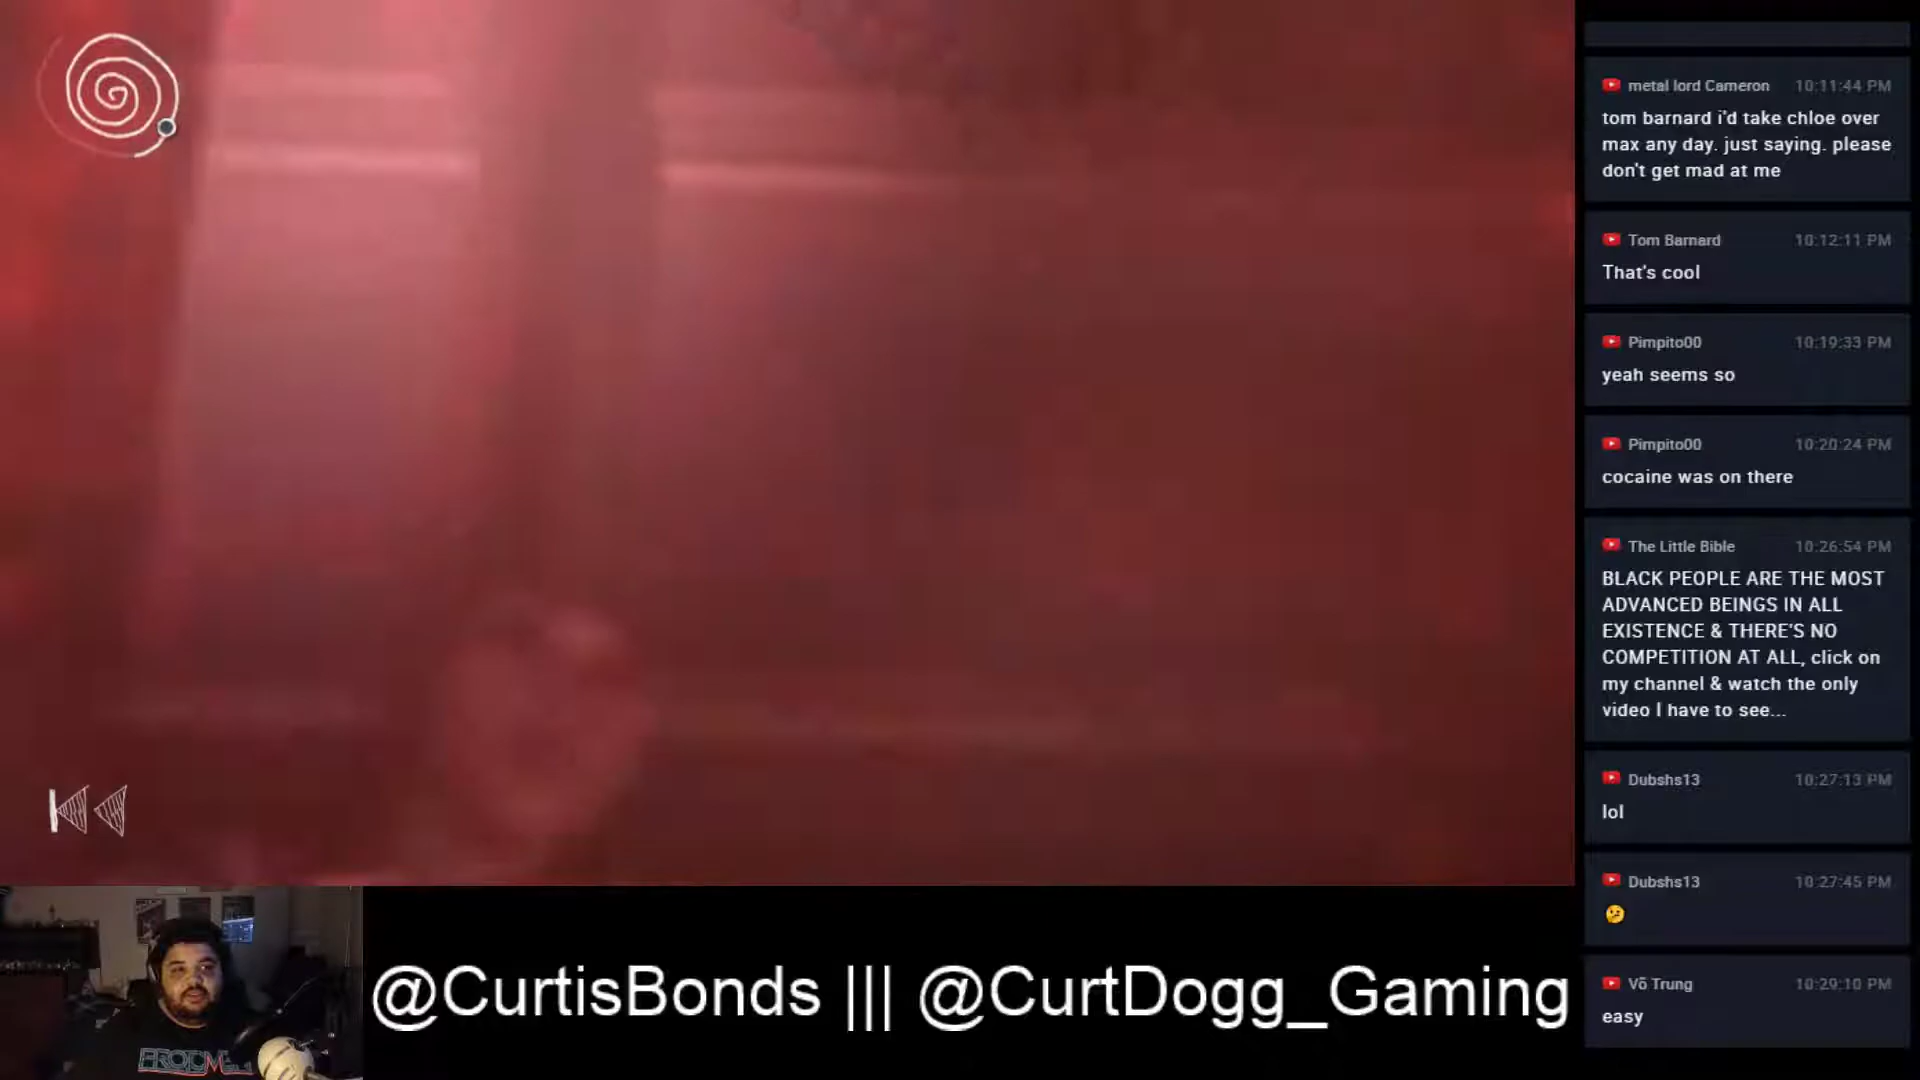 metal lord Cameron 10:11:44 PM
tom barnard i'd take chloe over
max any day. just saying. please
don't get mad at me
Tom Barnard 10:12:11 PM
That's cool
Pimpito00 10:19:33 PM
yeah seems so
Pimpito00 10:20:24 PM
cocaine was on there
The Little Bible 10:26:54 PM
BLACK PEOPLE ARE THE MOST
ADVANCED BEINGS IN ALL
EXISTENCE & THERE'S NO
COMPETITION AT ALL, click on
my channel & watch the only
video I have to see...
Dubshs13 10:27:13 PM
lol
Dubshs13 10:27:45 PM
🤔
Võ Trung 10:29:10 PM
easy
@CurtisBonds ||| @CurtDogg_Gaming